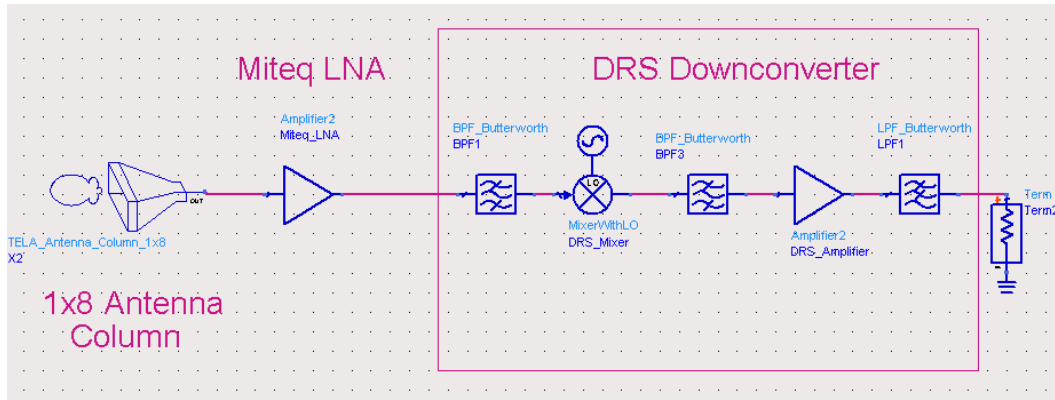 Miteq LNA
DRS Downconverter
Amplifier2
Miteq_LNA
BPF_Butterworth
BPF1
BPF_Butterworth
BPF3
LPF_Butterworth
LPF1
LO
OUT
MixerWithLO
DRS_Mixer
Amplifier2
DRS_Amplifier
Term
Term2
TELA_Antenna_Column_1x8
X2
1x8 Antenna
Column